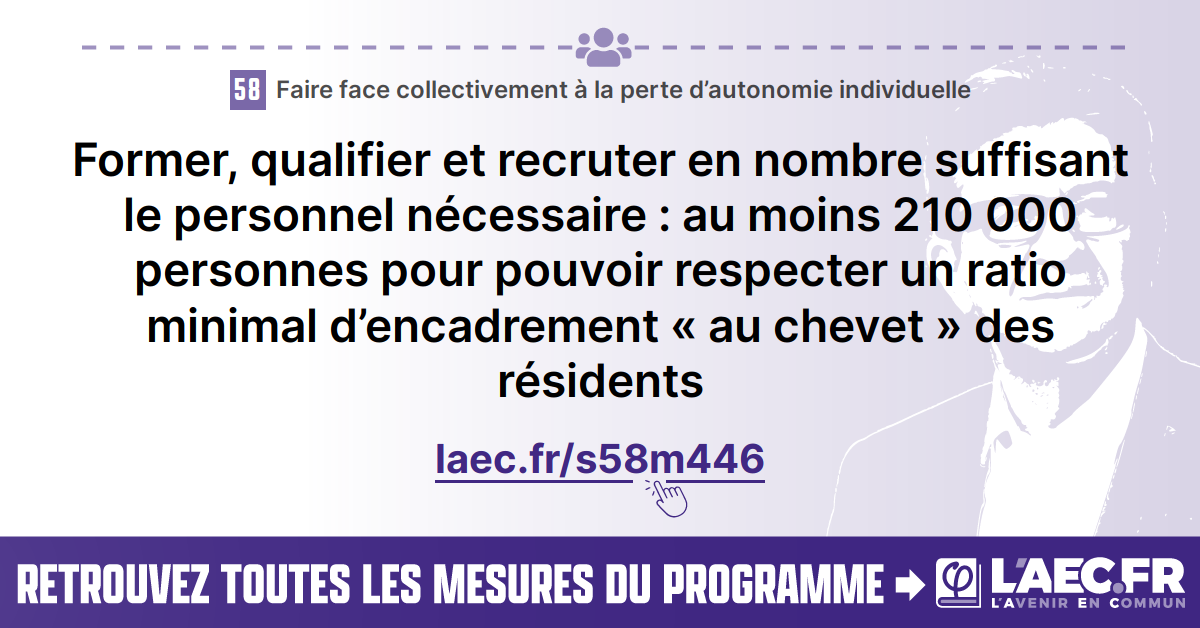 58 Faire face collectivement à la perte d’autonomie individuelle
Former, qualifier et recruter en nombre suffisant
le personnel nécessaire : au moins 210 000
personnes pour pouvoir respecter un ratio
minimal d’encadrement « au chevet » des
résidents
laec.fr/s58m446
RETROUVEZ TOUTES LES MESURES DU PROGRAMME
φ L'AEC.FR
L'AVENIR EN COMMUN